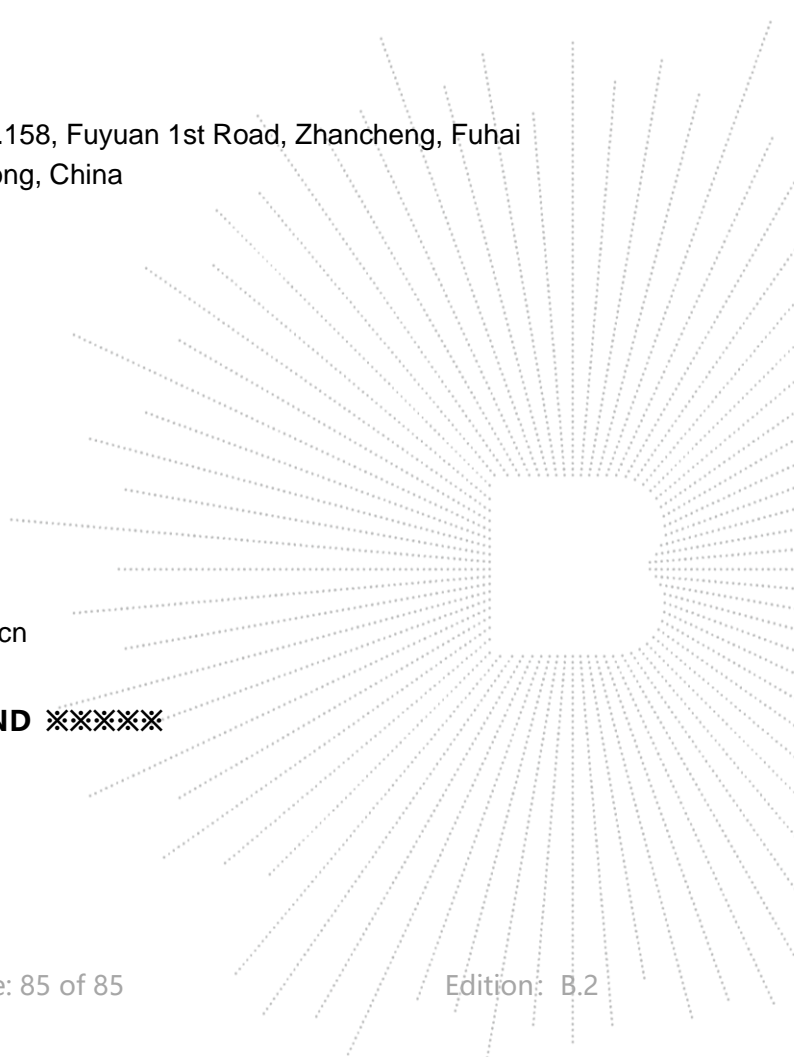 .158, Fuyuan 1st Road, Zhancheng, Fuhai
ong, China
cn
ND ※※※※※
e: 85 of 85 Edition: B.2